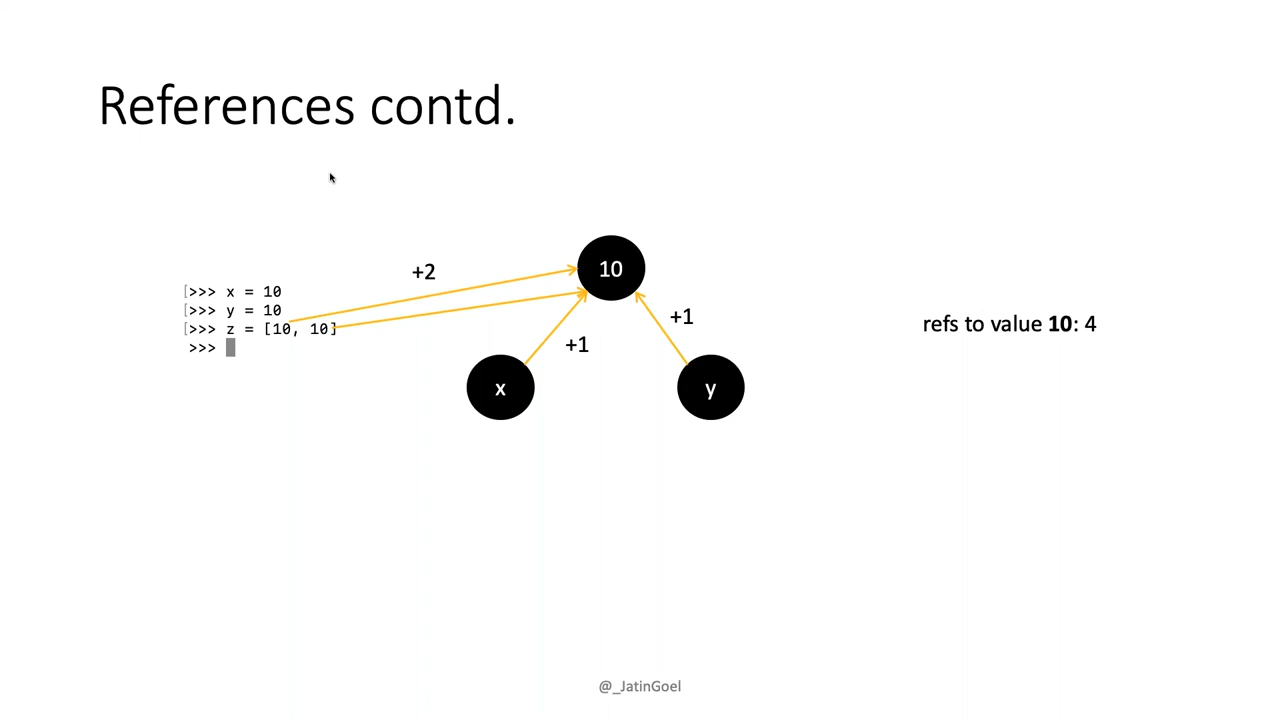 References contd.
+2
10
[>>> x = 10
[>>> y = 10
[>>> z = [10, 10]
>>>
+1
+1
refs to value 10: 4
x
y
@_JatinGoel